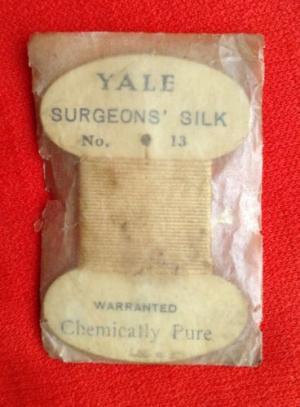 YALE
SURGEONS' SILK
No. 13
WARRANTED
Chemically Pure